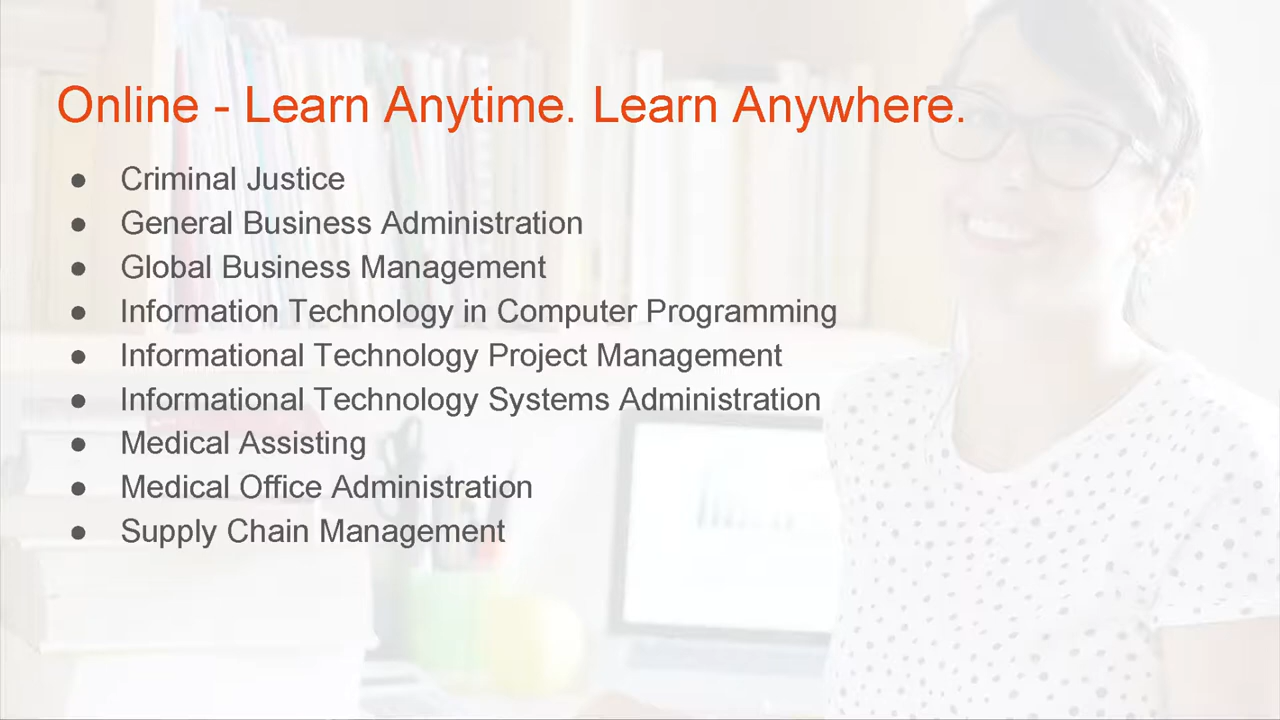 Online - Learn Anytime. Learn Anywhere.
● Criminal Justice
● General Business Administration
● Global Business Management
● Information Technology in Computer Programming
● Informational Technology Project Management
● Informational Technology Systems Administration
● Medical Assisting
● Medical Office Administration
● Supply Chain Management